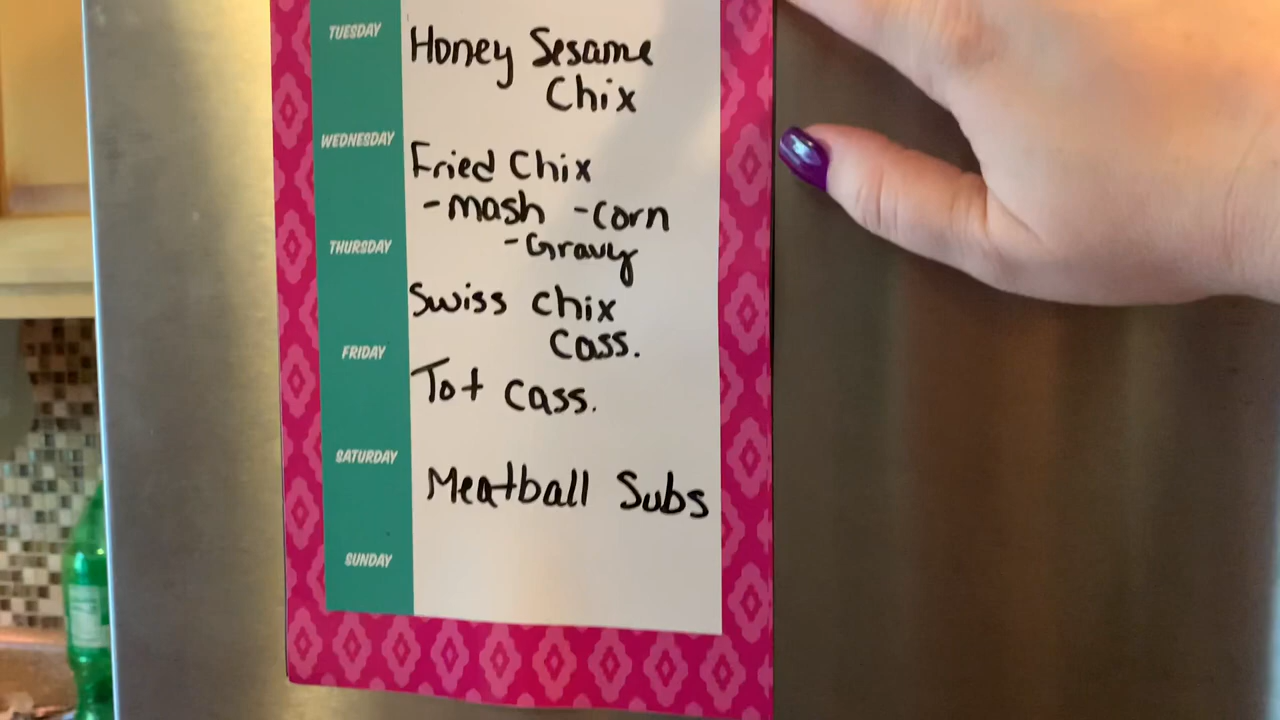 TUESDAY
Honey Sesame
Chix
WEDNESDAY
Fried Chix
-mash -corn
-Gravy
THURSDAY
Swiss chix
Cass.
FRIDAY
Tot Cass.
SATURDAY
Meatball Subs
SUNDAY